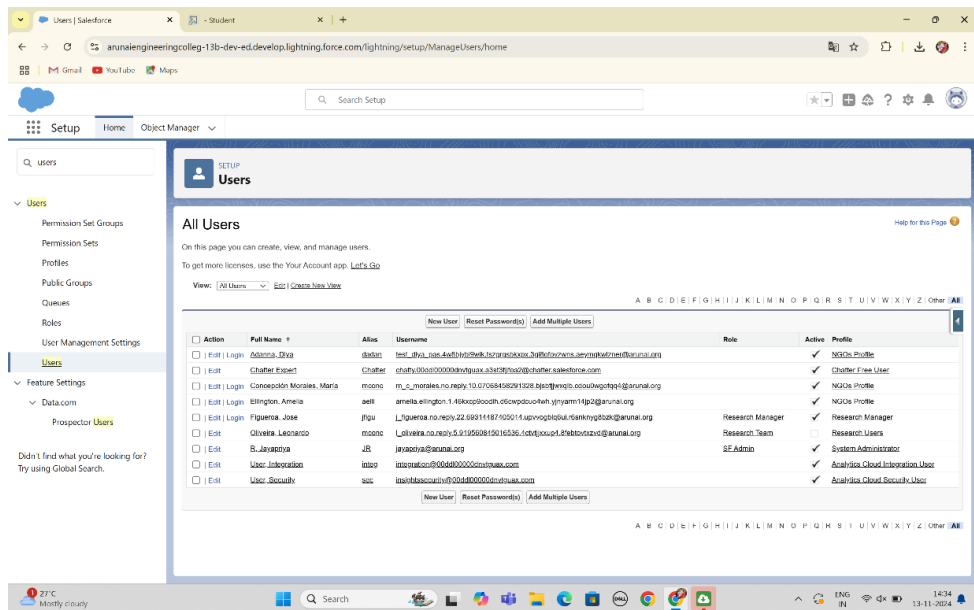 Users | Salesforce
- Student
arunaiengineeringcolleg-13b-dev-ed.develop.lightning.force.com/lightning/setup/ManageUsers/home
Gmail YouTube Maps
Search Setup
Setup Home Object Manager
users
Users
Permission Set Groups
Permission Sets
Profiles
Public Groups
Queues
Roles
User Management Settings
Users
Feature Settings
Data.com
Prospector Users
Didn't find what you're looking for?
Try using Global Search.
SETUP
Users
All Users
Help for this Page
On this page you can create, view, and manage users.
To get more licenses, use the Your Account app. Let's Go
View: All Users Edit | Create New View
A B C D E F G H I J K L M N O P Q R S T U V W X Y Z Other All
New User Reset Password(s) Add Multiple Users
Action Full Name Alias Username Role Active Profile
Edit | Login Adanna, Diya dadan NGOs Profile
Edit Chatter Expert Chatter Chatter Free User
Edit | Login Concepción Morales, Maria mconc NGOs Profile
Edit | Login Ellington, Amelia aelli NGOs Profile
Edit | Login Figueroa, Jose jfigu Research Manager Research Manager
Edit Oliveira, Leonardo mconc Research Team Research Users
Edit R, Jayapriya JR jayapriya@arunai.org SF Admin System Administrator
Edit User, Integration integ integration@00ddl00000dnvtguax.com Analytics Cloud Integration User
Edit User, Security sec insightssecurity@00ddl00000dnvtguax.com Analytics Cloud Security User
New User Reset Password(s) Add Multiple Users
A B C D E F G H I J K L M N O P Q R S T U V W X Y Z Other All
27°C
Mostly cloudy
Search
ENG
IN
14:34
13-11-2024